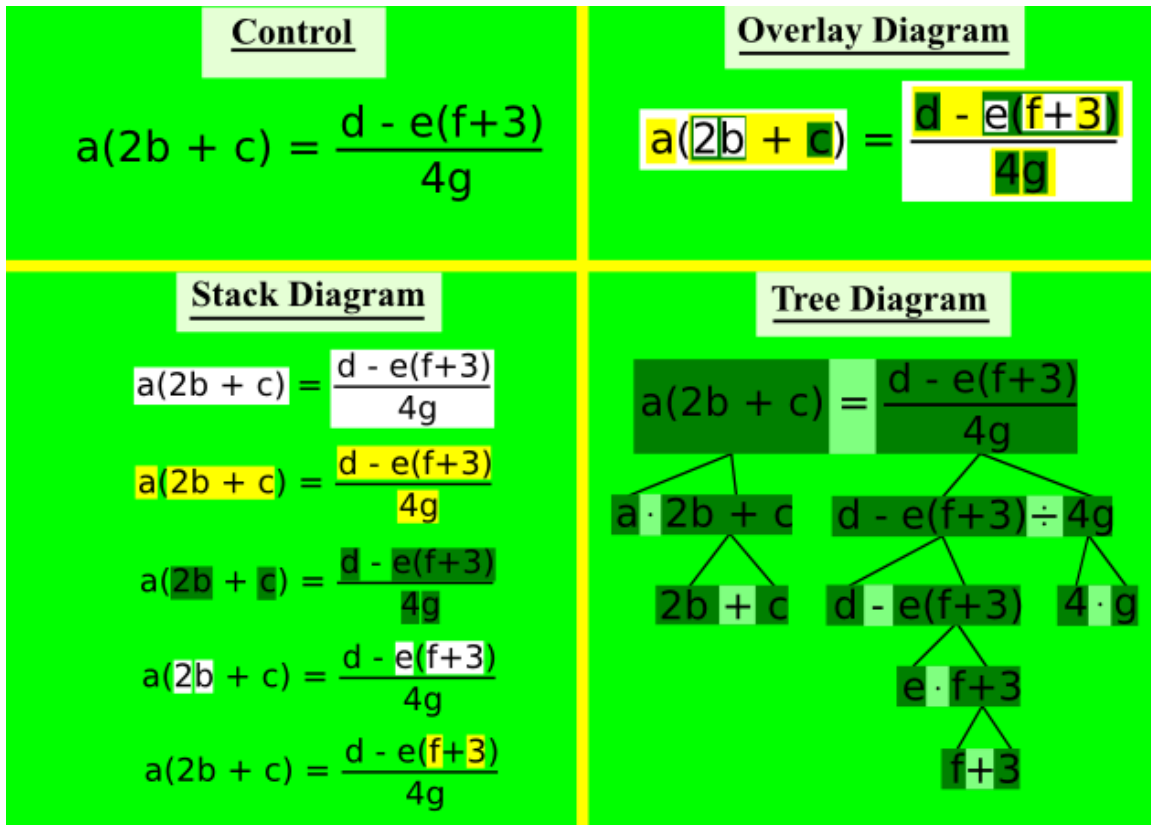 Control
a(2b + c) = d - e(f+3)
4g
Overlay Diagram
a(2b + c) = d - e(f+3)
4g
Stack Diagram
a(2b + c) = d - e(f+3)
4g
a(2b + c) = d - e(f+3)
4g
a(2b + c) = d - e(f+3)
4g
a(2b + c) = d - e(f+3)
4g
a(2b + c) = d - e(f+3)
4g
Tree Diagram
a(2b + c) = d - e(f+3)
4g
a · 2b + c d - e(f+3) ÷ 4g
2b + c d - e(f+3) 4 · g
e · f+3
f+3